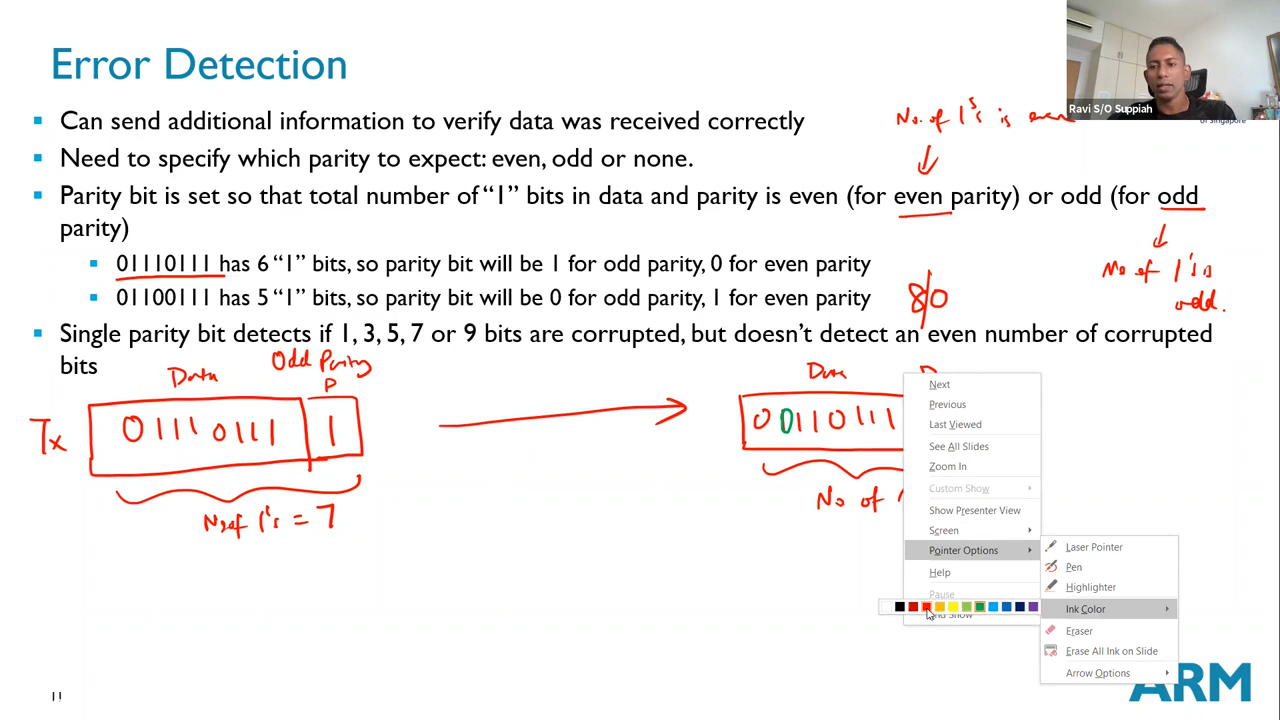 Error Detection
Ravi S/O Suppiah
of Singapore
No. of 1's is even
Can send additional information to verify data was received correctly
Need to specify which parity to expect: even, odd or none.
Parity bit is set so that total number of "1" bits in data and parity is even (for even parity) or odd (for odd
parity)
01110111 has 6 "1" bits, so parity bit will be 1 for odd parity, 0 for even parity
01100111 has 5 "1" bits, so parity bit will be 0 for odd parity, 1 for even parity
8/0
No of 1's is
odd.
Single parity bit detects if 1, 3, 5, 7 or 9 bits are corrupted, but doesn't detect an even number of corrupted
bits
Data
Odd Parity
P
Tx
01110111
1
No of 1's = 7
Data
00110111
No of
Next
Previous
Last Viewed
See All Slides
Zoom In
Custom Show
Show Presenter View
Screen
Pointer Options
Help
Pause
End Show
Laser Pointer
Pen
Highlighter
Ink Color
Eraser
Erase All Ink on Slide
Arrow Options
11
ARM